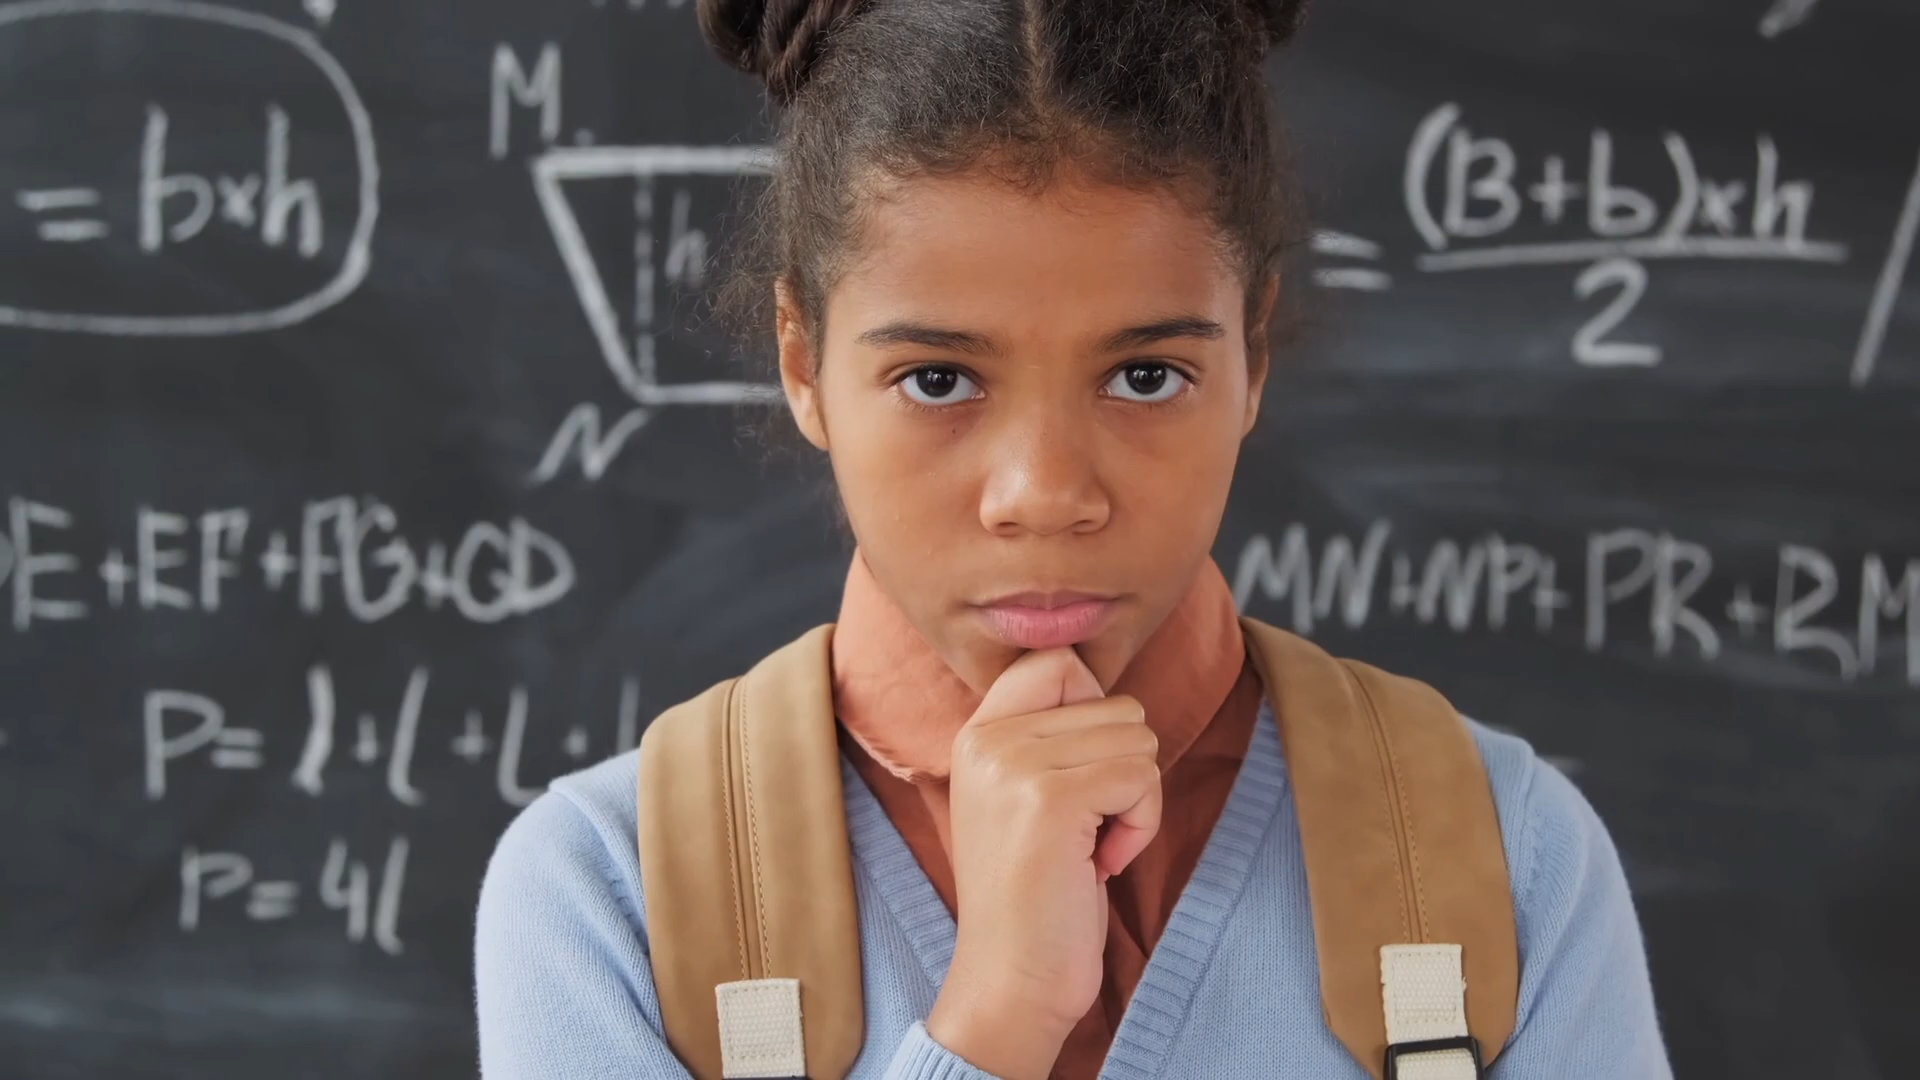 = b×h
M
h
N
= (B+b)×h
2
E+EF+FG+GD
MN+NP+PR+RM
P= l+l+l+l
P=4l